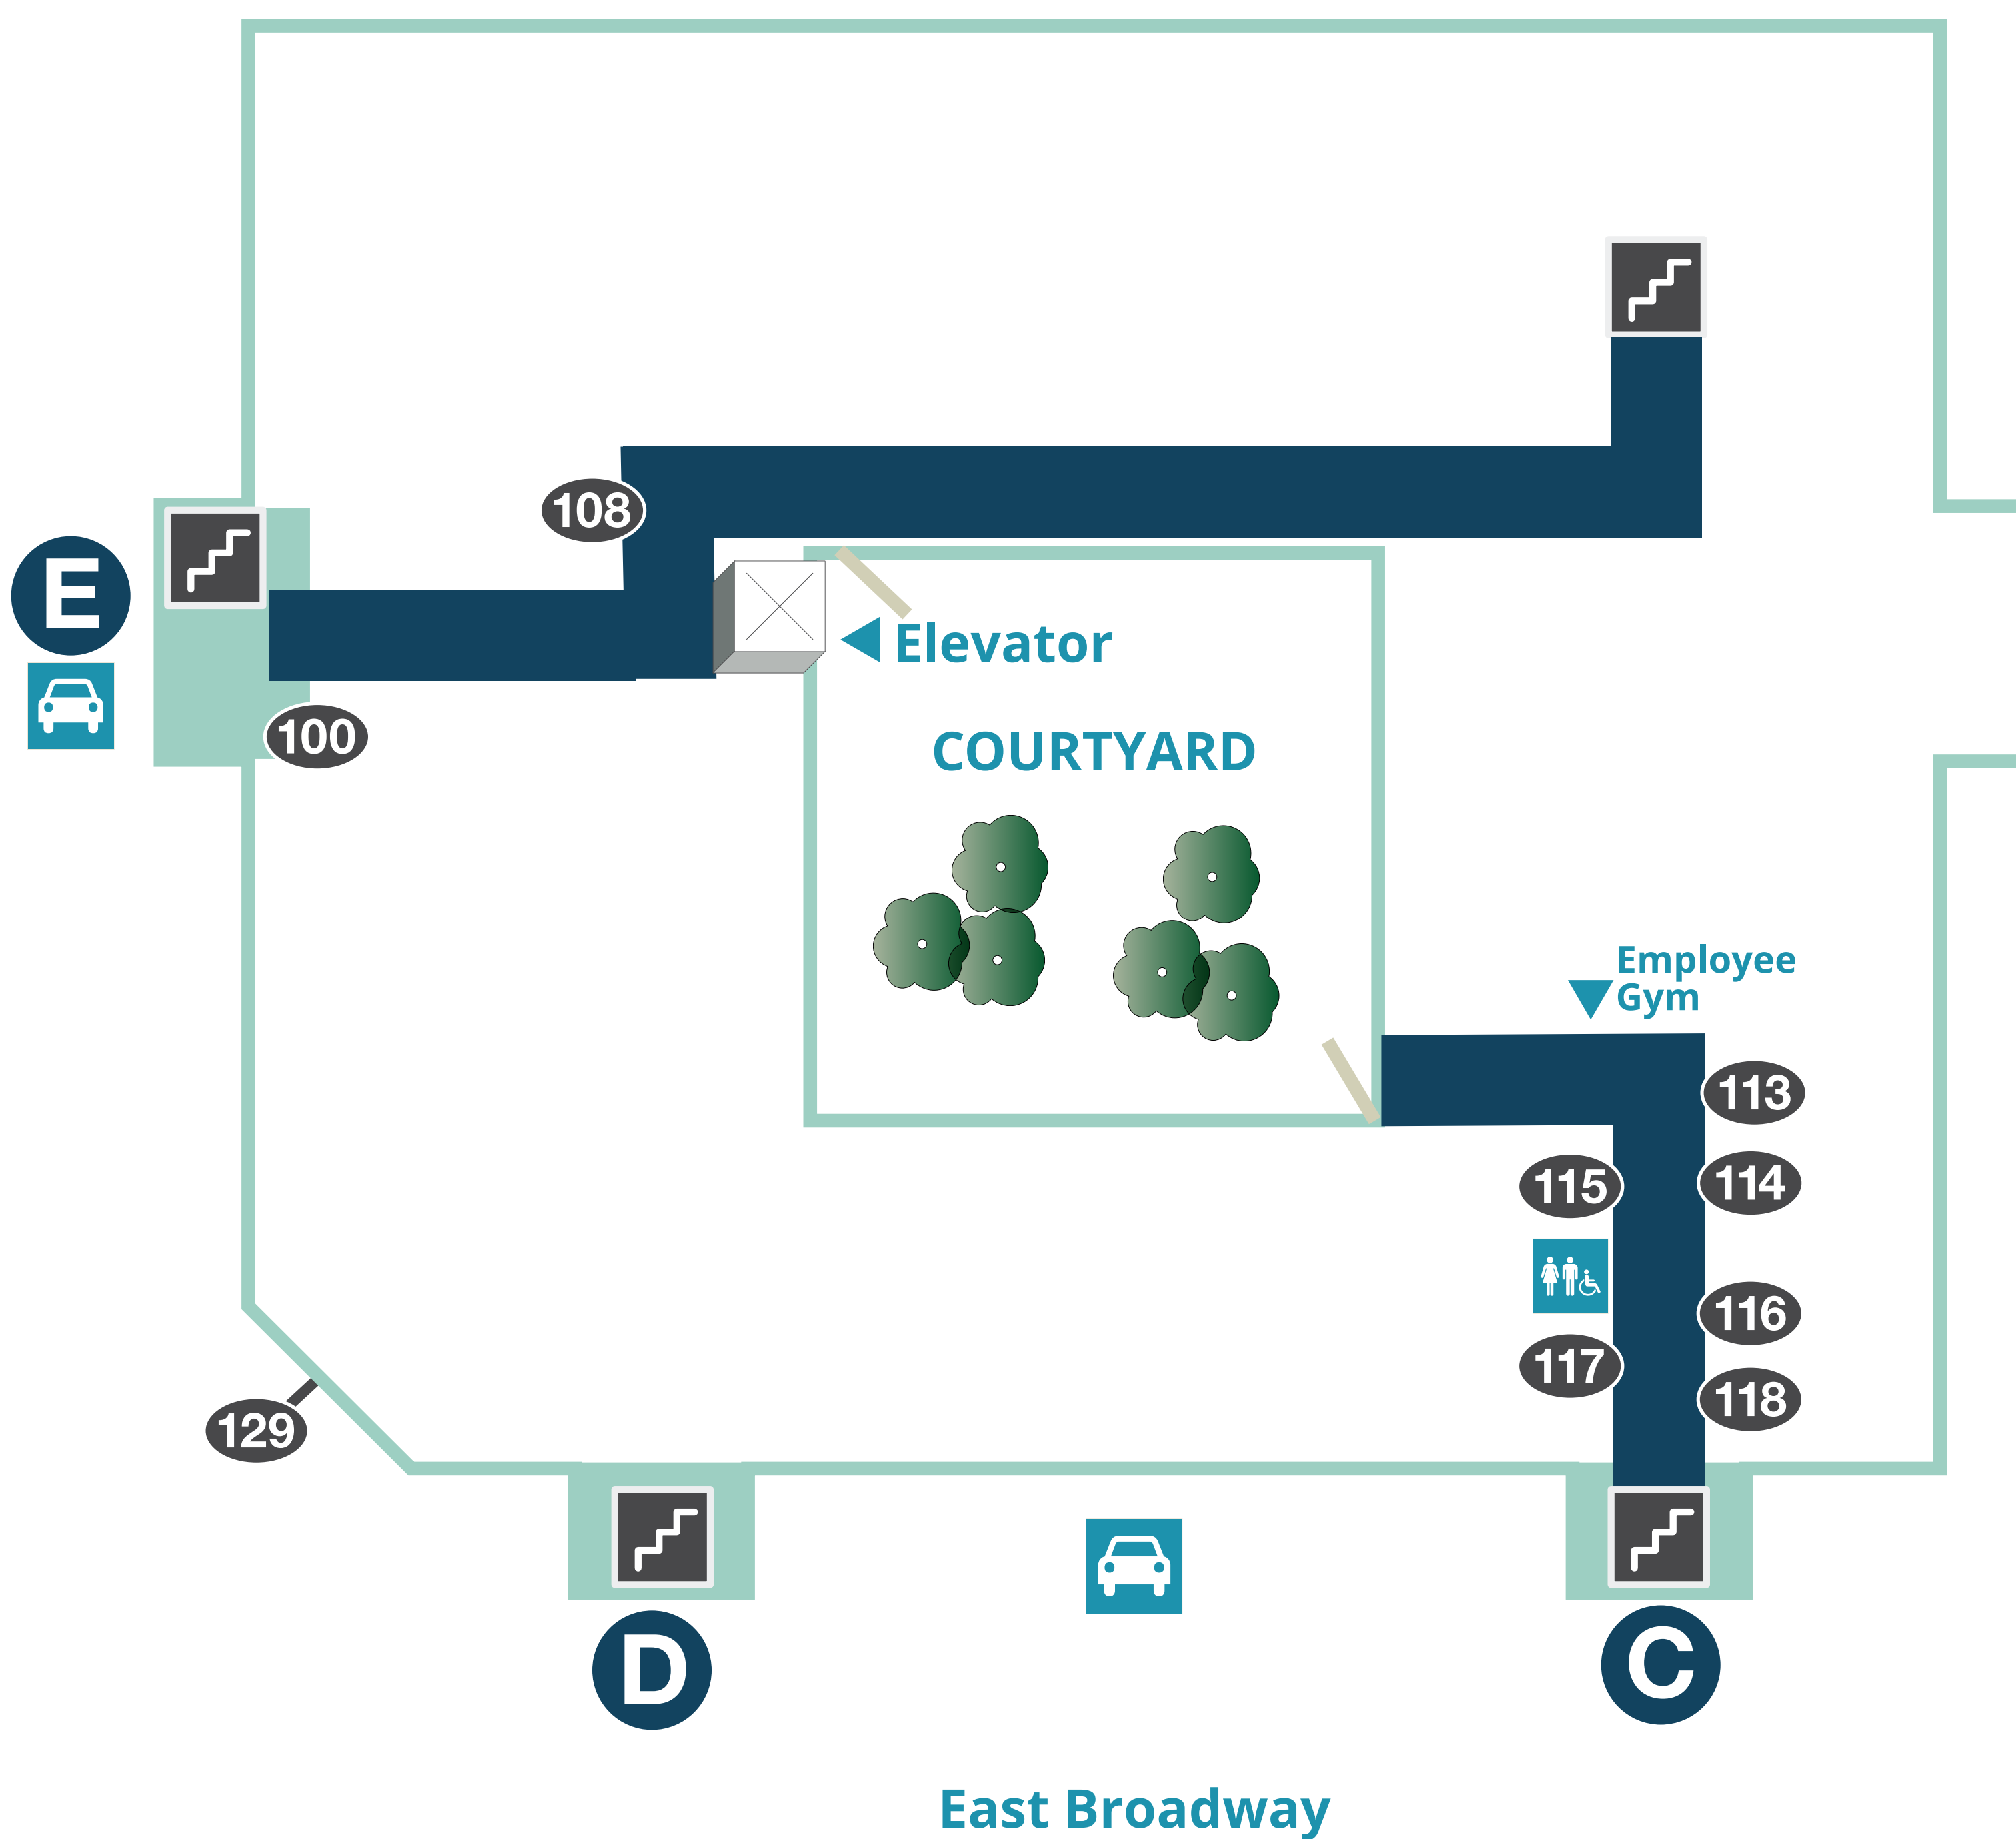 108
E
Elevator
100
COURTYARD
Employee
Gym
113
115
114
116
117
118
129
D
C
East Broadway